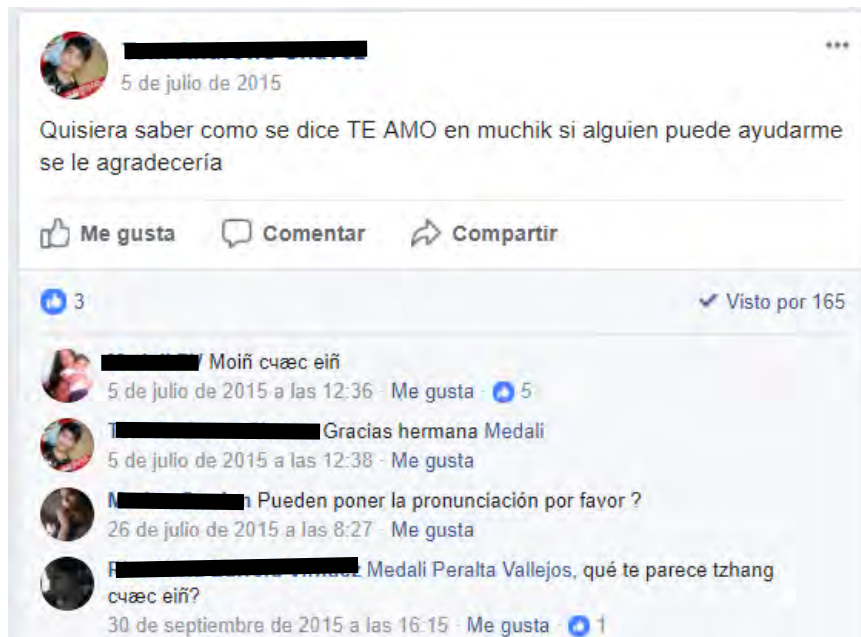 5 de julio de 2015
Quisiera saber como se dice TE AMO en muchik si alguien puede ayudarme
se le agradecería
Me gusta Comentar Compartir
3 Visto por 165
Moiñ cчæc eiñ
5 de julio de 2015 a las 12:36 · Me gusta · 5
Gracias hermana Medali
5 de julio de 2015 a las 12:38 · Me gusta
Pueden poner la pronunciación por favor ?
26 de julio de 2015 a las 8:27 · Me gusta
Medali Peralta Vallejos, qué te parece tzhang
cчæc eiñ?
30 de septiembre de 2015 a las 16:15 · Me gusta · 1